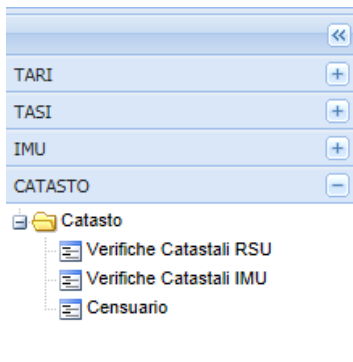 TARI
TASI
IMU
CATASTO
Catasto
Verifiche Catastali RSU
Verifiche Catastali IMU
Censuario